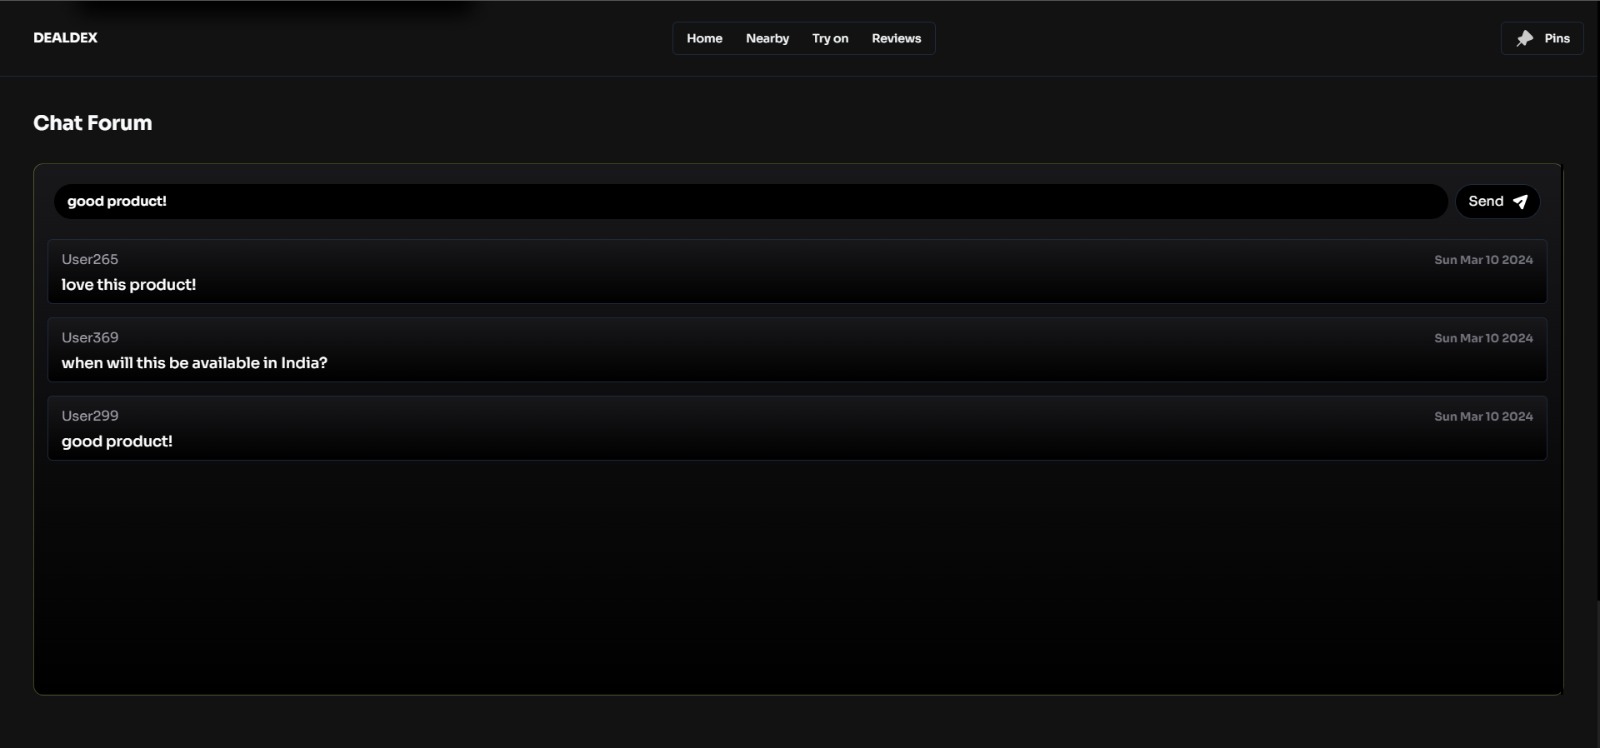 DEALDEX
Home Nearby Try on Reviews
Pins
Chat Forum
good product!
Send
User265
Sun Mar 10 2024
love this product!
User369
Sun Mar 10 2024
when will this be available in India?
User299
Sun Mar 10 2024
good product!